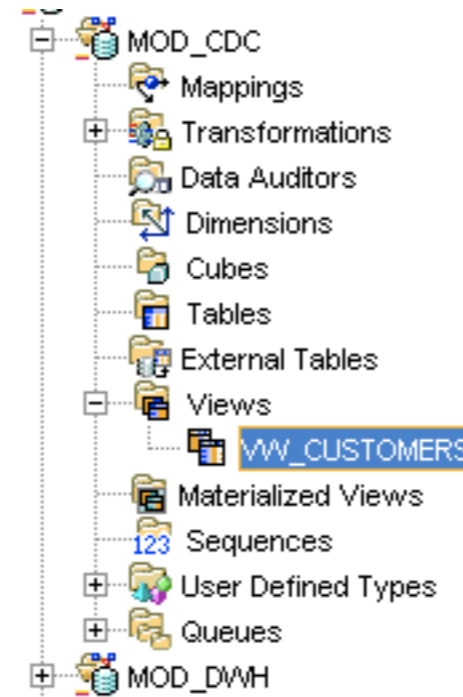 MOD_CDC
Mappings
Transformations
Data Auditors
Dimensions
Cubes
Tables
External Tables
Views
VW_CUSTOMERS
Materialized Views
123 Sequences
User Defined Types
Queues
MOD_DWH